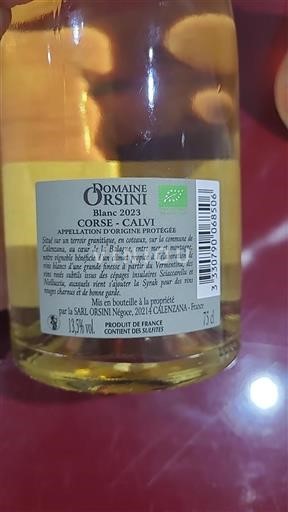 DOMAINE
ORSINI
Blanc 2023
CORSE - CALVI
APPELLATION D'ORIGINE PROTÉGÉE
Situé sur un terroir granitique, en coteaux, sur la commune de
Calenzana, au cœur de la Balagne, entre mer et montagne,
notre vignoble bénéficie d'un climat propice à l'élaboration de
vins blancs d'une grande finesse à partir du Vermentinu, des
vins rosés subtils et des cépages insulaires Sciaccarellu et
Niellucciu, auxquels vient s'ajouter la Syrah pour des vins
rouges charnus et de bonne garde.
Mis en bouteille à la propriété
par la SARL ORSINI Négoce, 20214 CALENZANA - France
13,5% vol.
PRODUIT DE FRANCE
CONTIENT DES SULFITES
75 cl
3 330790 068506